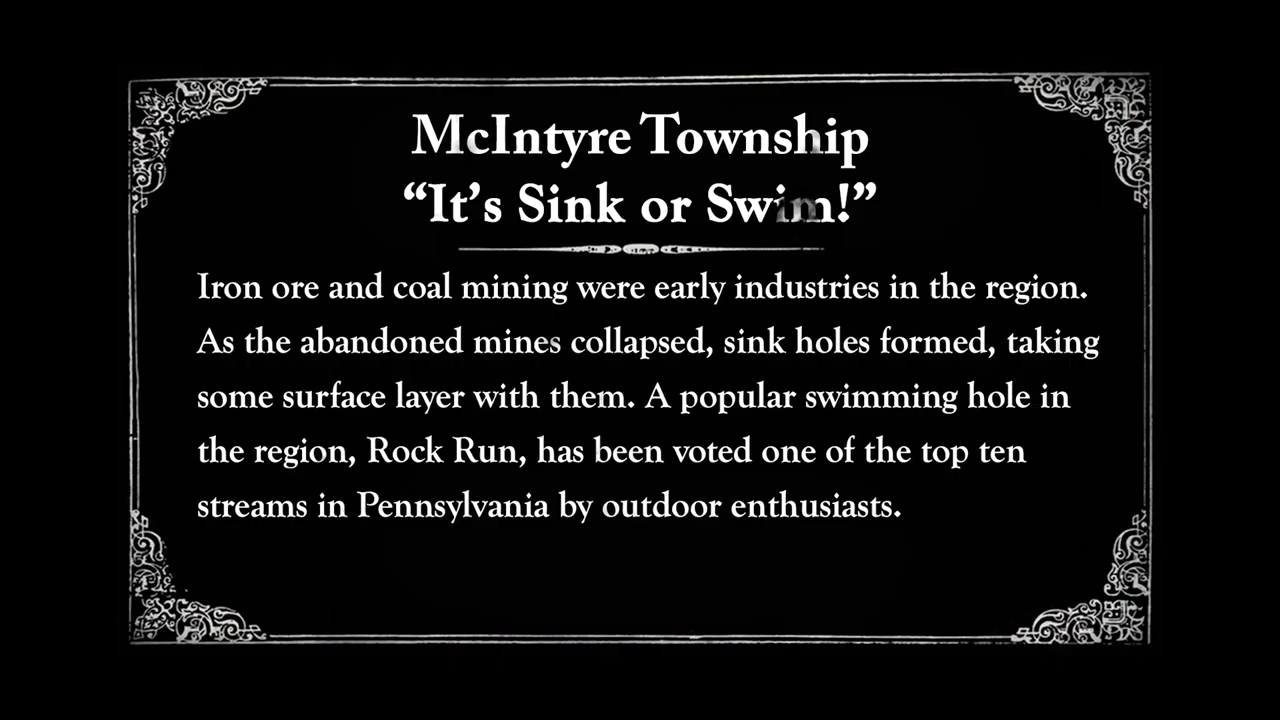 McIntyre Township
“It’s Sink or Swim!”
Iron ore and coal mining were early industries in the region.
As the abandoned mines collapsed, sink holes formed, taking
some surface layer with them. A popular swimming hole in
the region, Rock Run, has been voted one of the top ten
streams in Pennsylvania by outdoor enthusiasts.